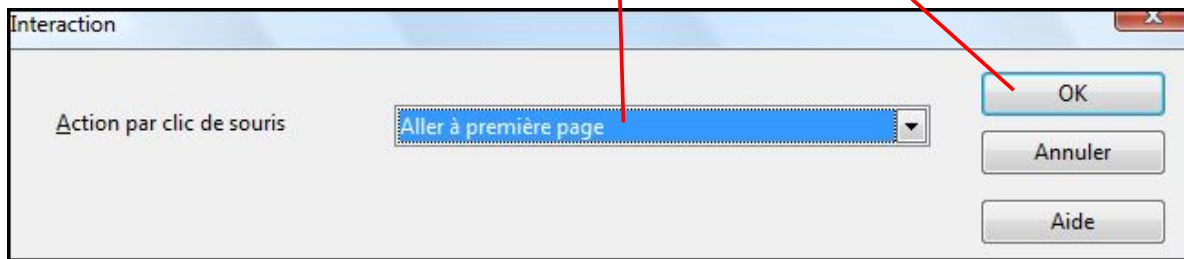 Interaction
X
Action par clic de souris
Aller à première page
OK
Annuler
Aide